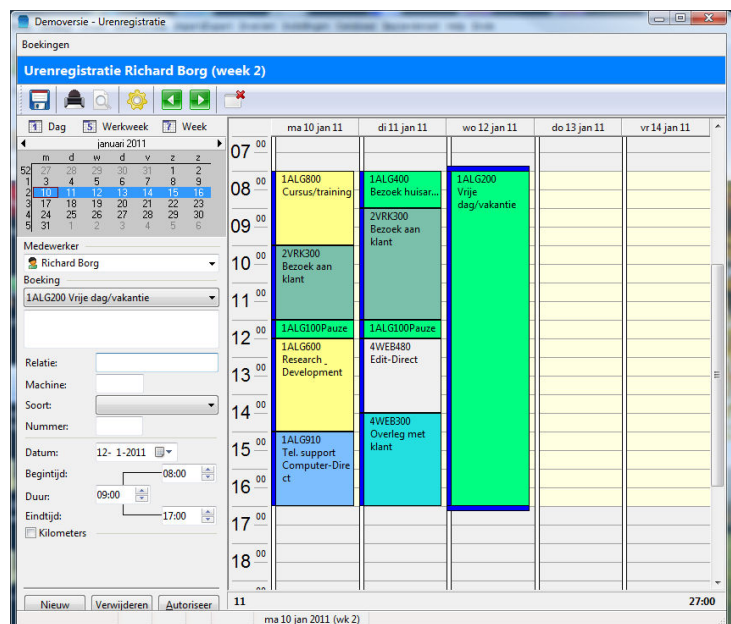 Demoversie - Urenregistratie
Boekingen
Urenregistratie Richard Borg (week 2)
1 Dag 5 Werkweek 7 Week
januari 2011
m d w d v z z
52 27 28 29 30 31 1 2
1 3 4 5 6 7 8 9
2 10 11 12 13 14 15 16
3 17 18 19 20 21 22 23
4 24 25 26 27 28 29 30
5 31 1 2 3 4 5 6
Medewerker
Richard Borg
Boeking
1ALG200 Vrije dag/vakantie
Relatie:
Machine:
Soort:
Nummer:
Datum: 12- 1-2011
Begintijd: 08:00
Duur: 09:00
Eindtijd: 17:00
Kilometers
Nieuw Verwijderen Autoriseer
ma 10 jan 11 di 11 jan 11 wo 12 jan 11 do 13 jan 11 vr 14 jan 11
07 00
08 00
09 00
10 00
11 00
12 00
13 00
14 00
15 00
16 00
17 00
18 00
1ALG800
Cursus/training
2VRK300
Bezoek aan
klant
1ALG100Pauze
1ALG600
Research _
Development
1ALG910
Tel. support
Computer-Dire
ct
1ALG400
Bezoek huisar...
2VRK300
Bezoek aan
klant
1ALG100Pauze
4WEB480
Edit-Direct
4WEB300
Overleg met
klant
1ALG200
Vrije
dag/vakantie
11 27:00
ma 10 jan 2011 (wk 2)